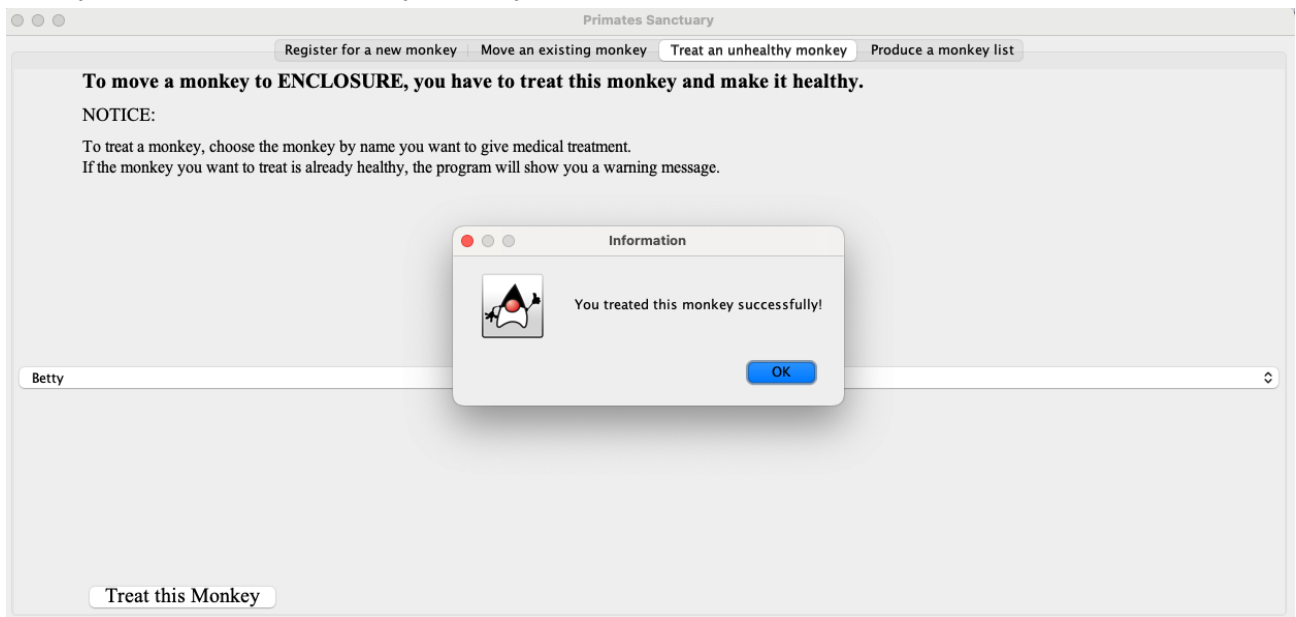 Primates Sanctuary
Register for a new monkey Move an existing monkey Treat an unhealthy monkey Produce a monkey list
To move a monkey to ENCLOSURE, you have to treat this monkey and make it healthy.
NOTICE:
To treat a monkey, choose the monkey by name you want to give medical treatment.
If the monkey you want to treat is already healthy, the program will show you a warning message.
Information
You treated this monkey successfully!
OK
Betty
Treat this Monkey